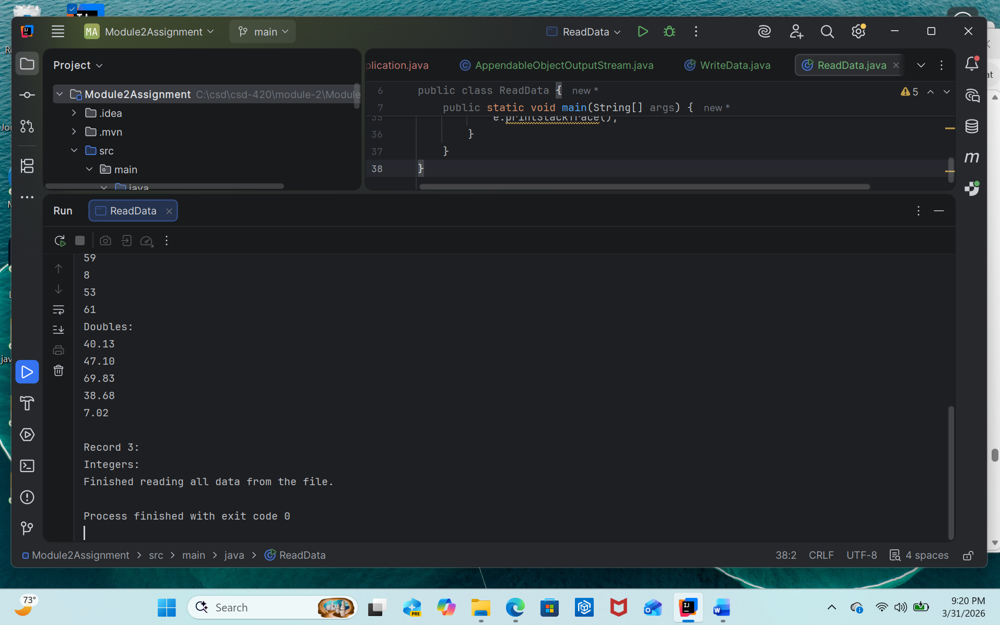 MA Module2Assignment
main
ReadData
Project
plication.java
AppendableObjectOutputStream.java
WriteData.java
ReadData.java
Module2Assignment C:\csd\csd-420\module-2\Module
.idea
.mvn
src
main
java
6 public class ReadData { new *
7 public static void main(String[] args) { new *
35 e.printStackTrace();
36 }
37 }
38 }
5
Run
ReadData
59
8
53
61
Doubles:
40.13
47.10
69.83
38.68
7.02
Record 3:
Integers:
Finished reading all data from the file.
Process finished with exit code 0
Module2Assignment > src > main > java > ReadData
38:2 CRLF UTF-8 4 spaces
73°
Search
PRE
9:20 PM
3/31/2026